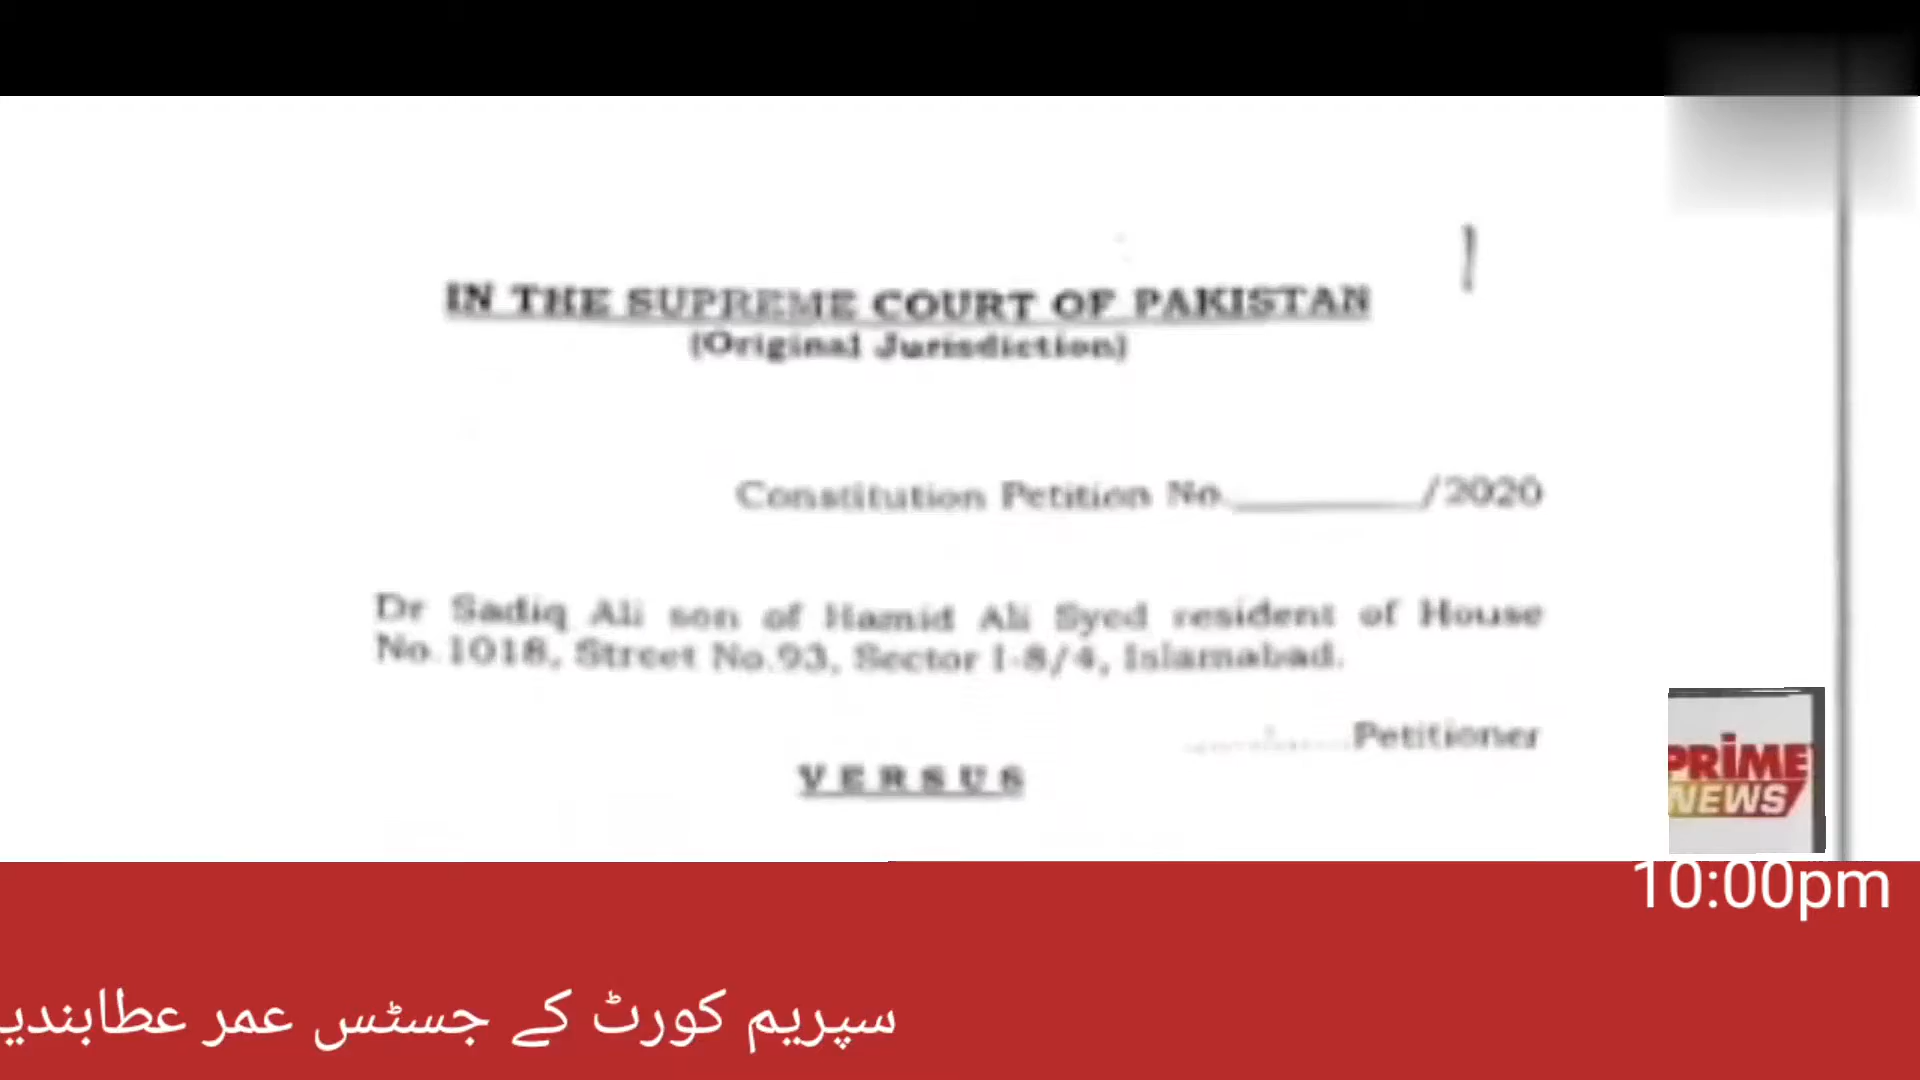 IN THE SUPREME COURT OF PAKISTAN
(Original Jurisdiction)
Constitution Petition No.________/2020
Dr Sadiq Ali son of Hamid Ali Syed resident of House
No.1018, Street No.93, Sector I-8/4, Islamabad.
..............Petitioner
VERSUS
PRIME
NEWS
10:00pm
سپریم کورٹ کے جسٹس عمر عطابندیا